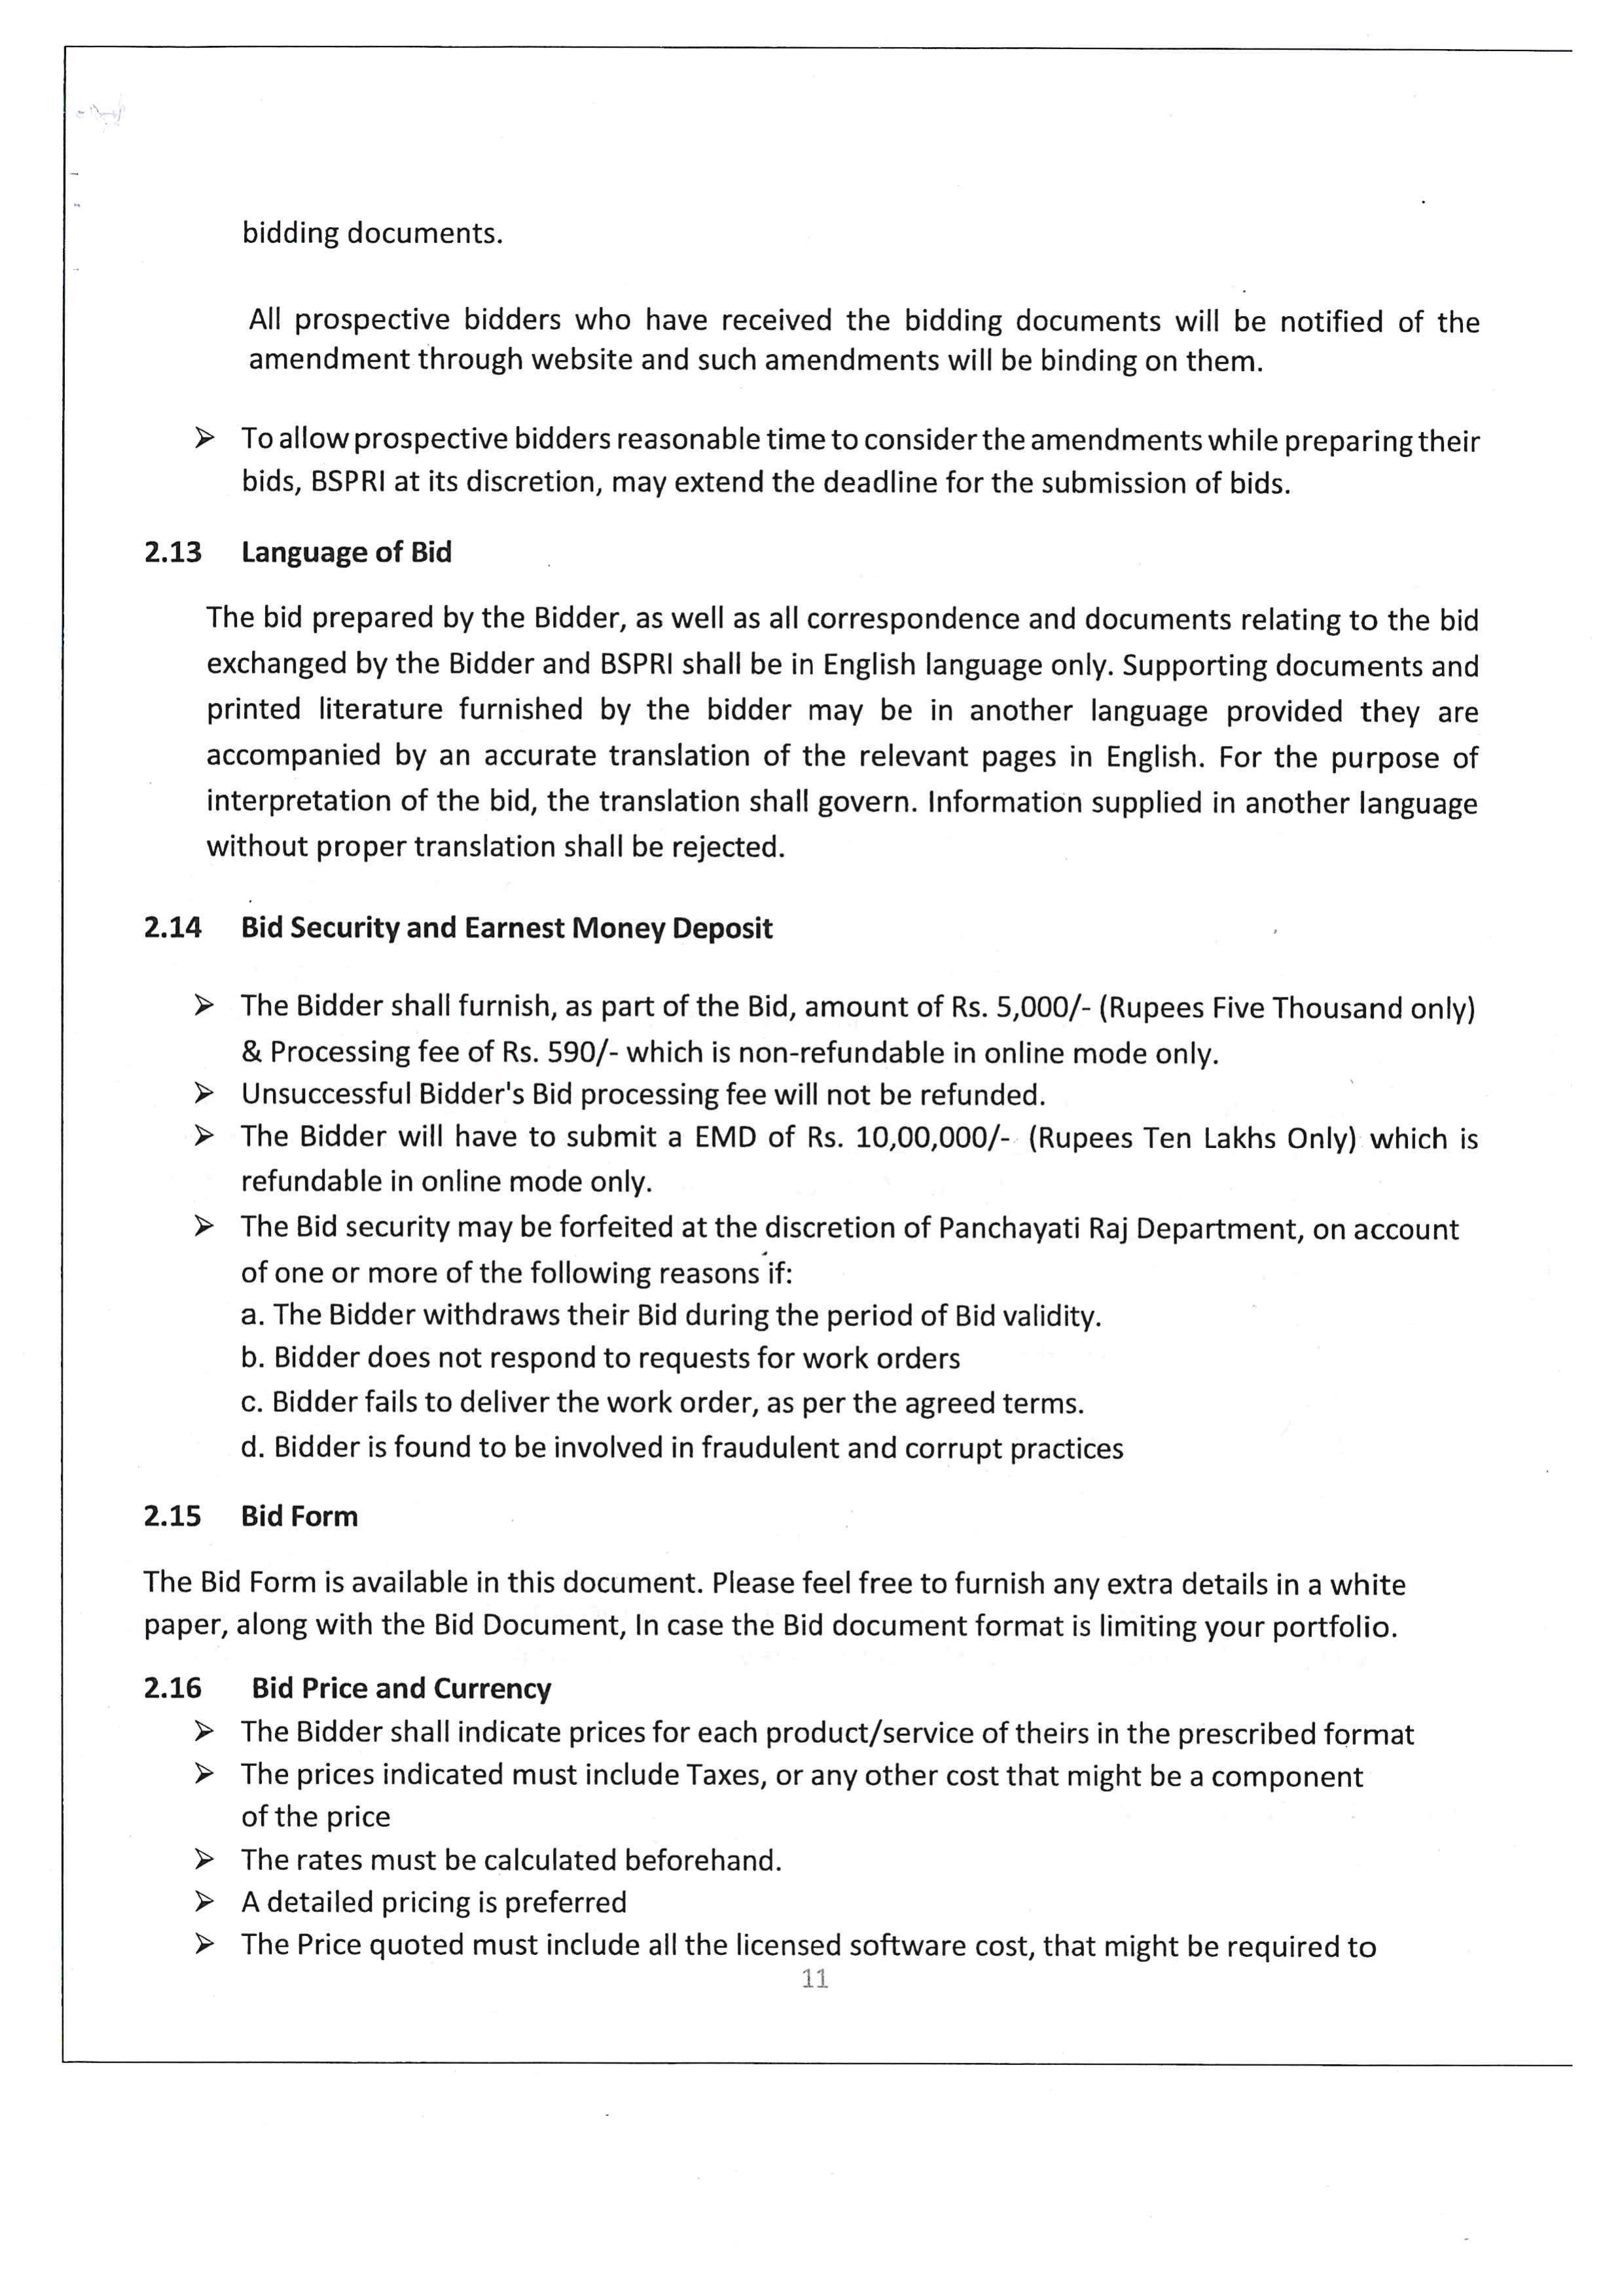 bidding documents.
All prospective bidders who have received the bidding documents will be notified of the
amendment through website and such amendments will be binding on them.
➢ To allow prospective bidders reasonable time to consider the amendments while preparing their
bids, BSPRI at its discretion, may extend the deadline for the submission of bids.
2.13 Language of Bid
The bid prepared by the Bidder, as well as all correspondence and documents relating to the bid
exchanged by the Bidder and BSPRI shall be in English language only. Supporting documents and
printed literature furnished by the bidder may be in another language provided they are
accompanied by an accurate translation of the relevant pages in English. For the purpose of
interpretation of the bid, the translation shall govern. Information supplied in another language
without proper translation shall be rejected.
2.14 Bid Security and Earnest Money Deposit
➢ The Bidder shall furnish, as part of the Bid, amount of Rs. 5,000/- (Rupees Five Thousand only)
& Processing fee of Rs. 590/- which is non-refundable in online mode only.
➢ Unsuccessful Bidder's Bid processing fee will not be refunded.
➢ The Bidder will have to submit a EMD of Rs. 10,00,000/- (Rupees Ten Lakhs Only) which is
refundable in online mode only.
➢ The Bid security may be forfeited at the discretion of Panchayati Raj Department, on account
of one or more of the following reasons if:
a. The Bidder withdraws their Bid during the period of Bid validity.
b. Bidder does not respond to requests for work orders
c. Bidder fails to deliver the work order, as per the agreed terms.
d. Bidder is found to be involved in fraudulent and corrupt practices
2.15 Bid Form
The Bid Form is available in this document. Please feel free to furnish any extra details in a white
paper, along with the Bid Document, In case the Bid document format is limiting your portfolio.
2.16 Bid Price and Currency
➢ The Bidder shall indicate prices for each product/service of theirs in the prescribed format
➢ The prices indicated must include Taxes, or any other cost that might be a component
of the price
➢ The rates must be calculated beforehand.
➢ A detailed pricing is preferred
➢ The Price quoted must include all the licensed software cost, that might be required to
11